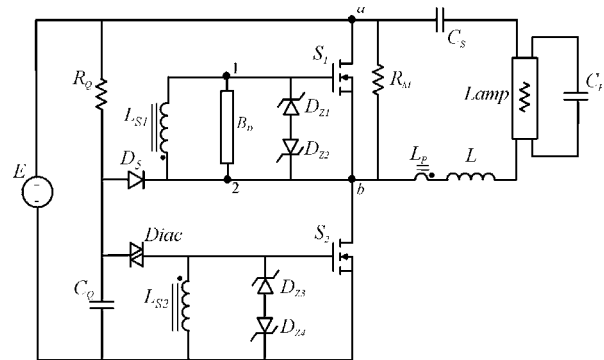 a
C_S
S_1
1
R_Q
R_M
Lamp
C_P
L_S1
B_D
D_Z1
D_Z2
D_5
2
b
L_P
L
E
Diac
S_2
C_Q
L_S2
D_Z3
D_Z4